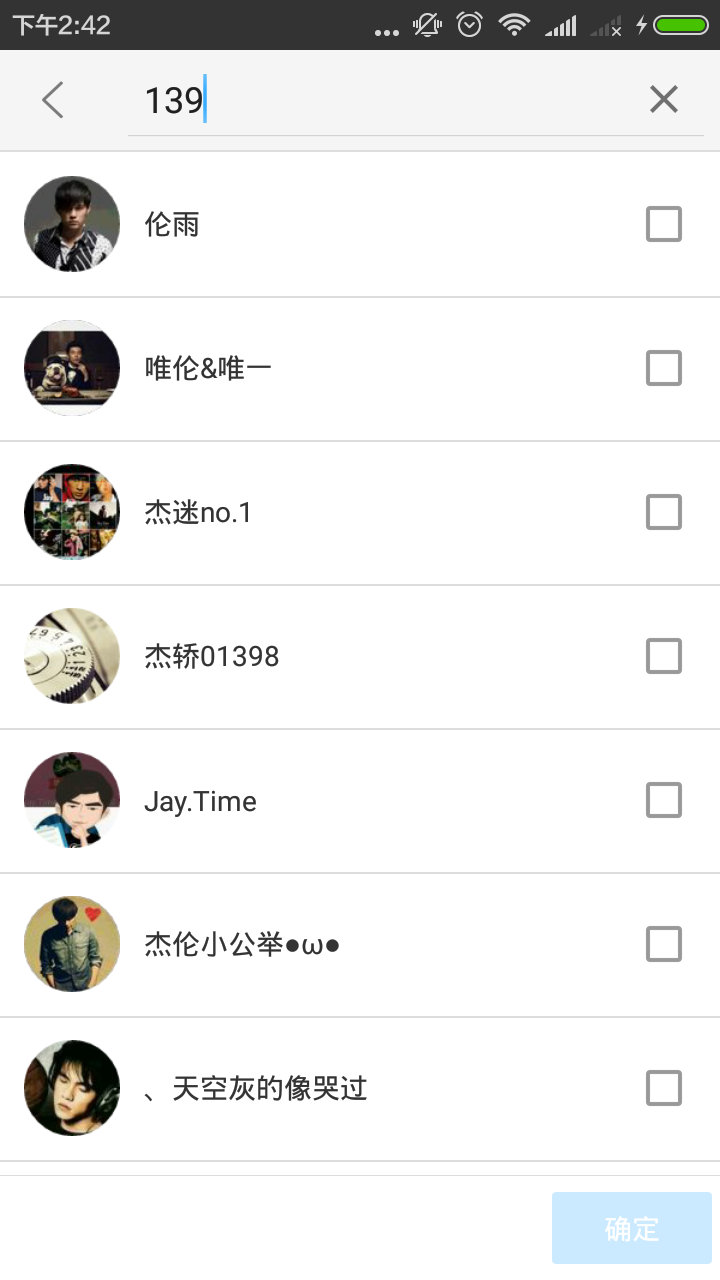 下午2:42
139
伦雨
唯伦&唯一
杰迷no.1
杰轿01398
Jay.Time
杰伦小公举●ω●
、天空灰的像哭过
确定